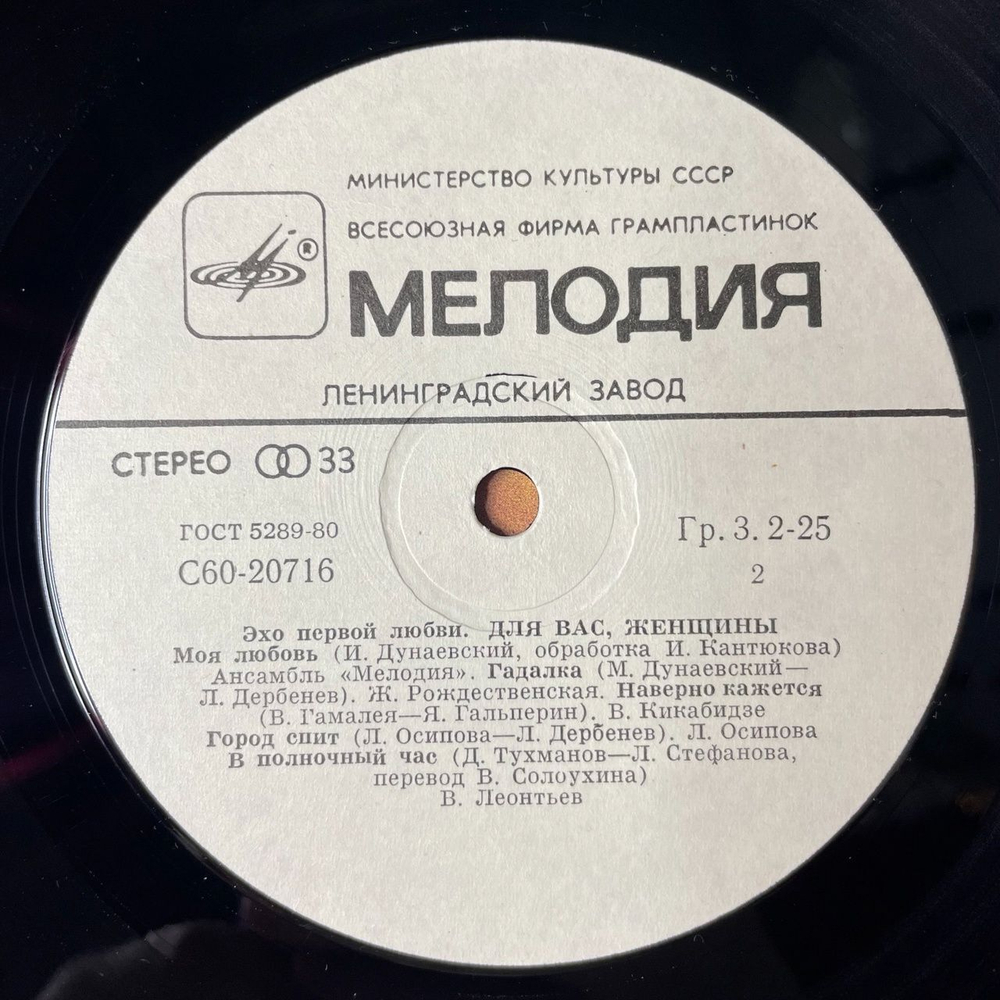 МИНИСТЕРСТВО КУЛЬТУРЫ СССР
ВСЕСОЮЗНАЯ ФИРМА ГРАМПЛАСТИНОК
®
МЕЛОДИЯ
ЛЕНИНГРАДСКИЙ ЗАВОД
СТЕРЕО 33
ГОСТ 5289-80
Гр. 3. 2-25
С60-20716
2
Эхо первой любви. ДЛЯ ВАС, ЖЕНЩИНЫ
Моя любовь (И. Дунаевский, обработка И. Кантюкова)
Ансамбль «Мелодия». Гадалка (М. Дунаевский—
Л. Дербенев). Ж. Рождественская. Наверно кажется
(В. Гамалея—Я. Гальперин). В. Кикабидзе
Город спит (Л. Осипова—Л. Дербенев). Л. Осипова
В полночный час (Д. Тухманов—Л. Стефанова,
перевод В. Солоухина)
В. Леонтьев